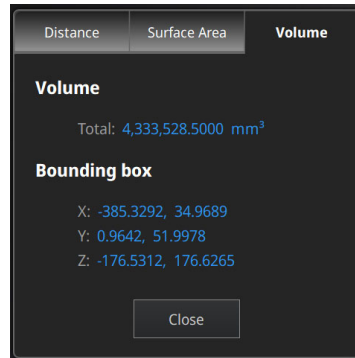 Distance Surface Area Volume
Volume
Total: 4,333,528.5000 mm³
Bounding box
X: -385.3292, 34.9689
Y: 0.9642, 51.9978
Z: -176.5312, 176.6265
Close